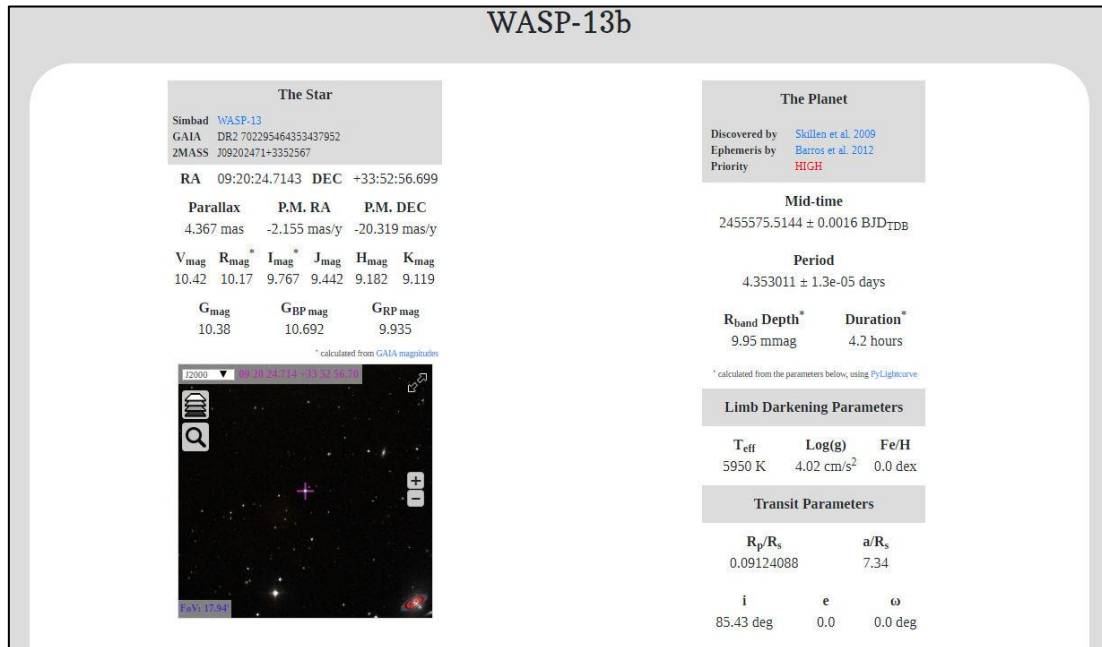 WASP-13b
The Star
Simbad WASP-13
GAIA DR2 702295464353437952
2MASS J09202471+3352567
RA 09:20:24.7143 DEC +33:52:56.699
Parallax P.M. RA P.M. DEC
4.367 mas -2.155 mas/y -20.319 mas/y
Vmag Rmag* Imag* Jmag Hmag Kmag
10.42 10.17 9.767 9.442 9.182 9.119
Gmag GBP mag GRP mag
10.38 10.692 9.935
* calculated from GAIA magnitudes
J2000 ▼ 09 20 24.714 +33 52 56.70
+
−
FoV: 17.94'
The Planet
Discovered by Skillen et al. 2009
Ephemeris by Barros et al. 2012
Priority HIGH
Mid-time
2455575.5144 ± 0.0016 BJDTDB
Period
4.353011 ± 1.3e-05 days
Rband Depth* Duration*
9.95 mmag 4.2 hours
* calculated from the parameters below, using PyLightcurve
Limb Darkening Parameters
Teff Log(g) Fe/H
5950 K 4.02 cm/s² 0.0 dex
Transit Parameters
Rp/Rs a/Rs
0.09124088 7.34
i e ω
85.43 deg 0.0 0.0 deg